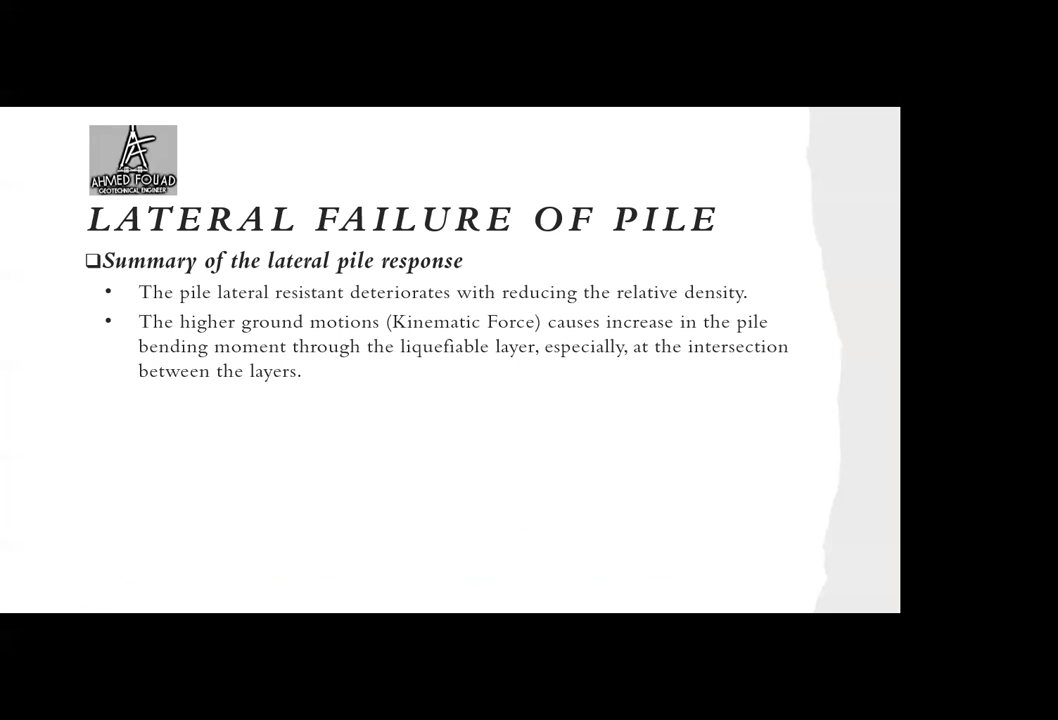 AHMED FOUAD
GEOTECHNICAL ENGINEER
LATERAL FAILURE OF PILE
❑Summary of the lateral pile response
• The pile lateral resistant deteriorates with reducing the relative density.
• The higher ground motions (Kinematic Force) causes increase in the pile
bending moment through the liquefiable layer, especially, at the intersection
between the layers.